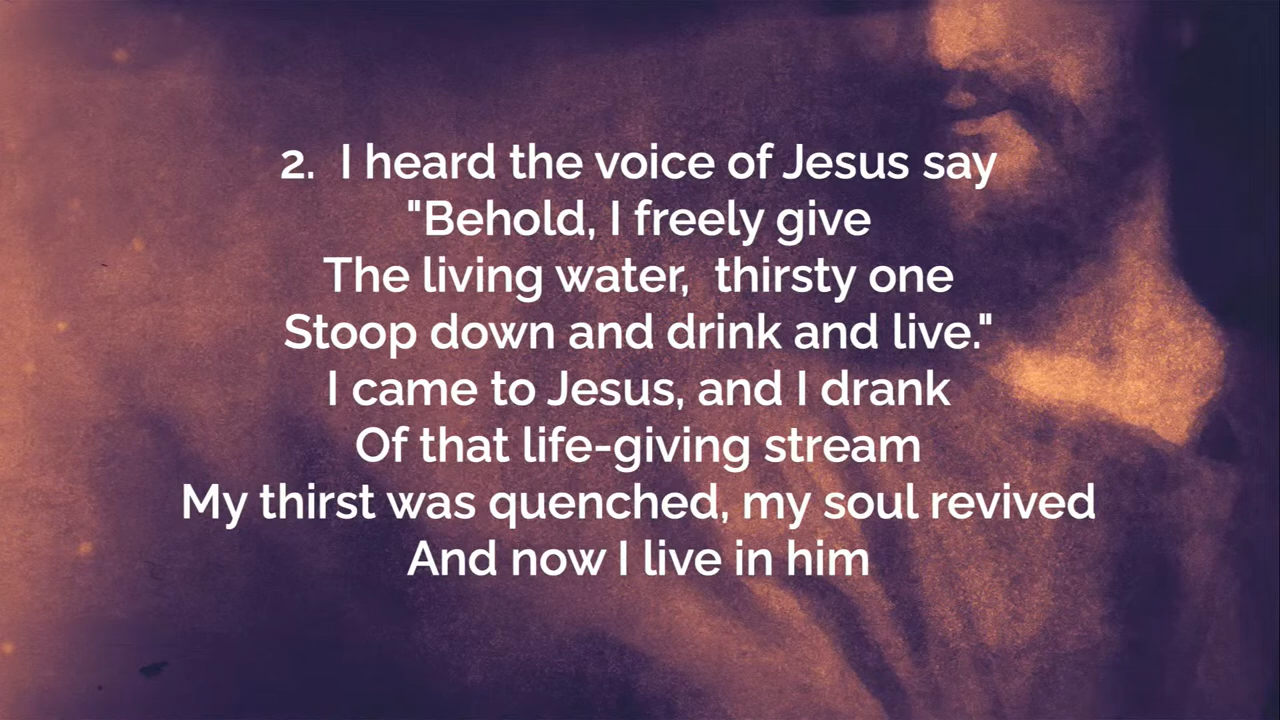 2.  I heard the voice of Jesus say
"Behold, I freely give
The living water,  thirsty one
Stoop down and drink and live."
I came to Jesus, and I drank
Of that life-giving stream
My thirst was quenched, my soul revived
And now I live in him